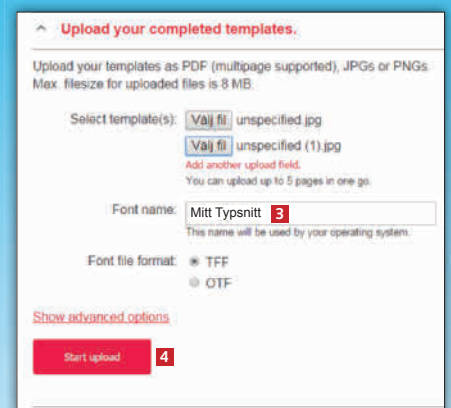 Upload your completed templates.
Upload your templates as PDF (multipage supported), JPGs or PNGs.
Max. filesize for uploaded files is 8 MB.
Select template(s): Välj fil unspecified.jpg
Välj fil unspecified (1).jpg
Add another upload field.
You can upload up to 5 pages in one go.
Font name: Mitt Typsnitt 3
This name will be used by your operating system.
Font file format: TFF
OTF
Show advanced options
Start upload 4